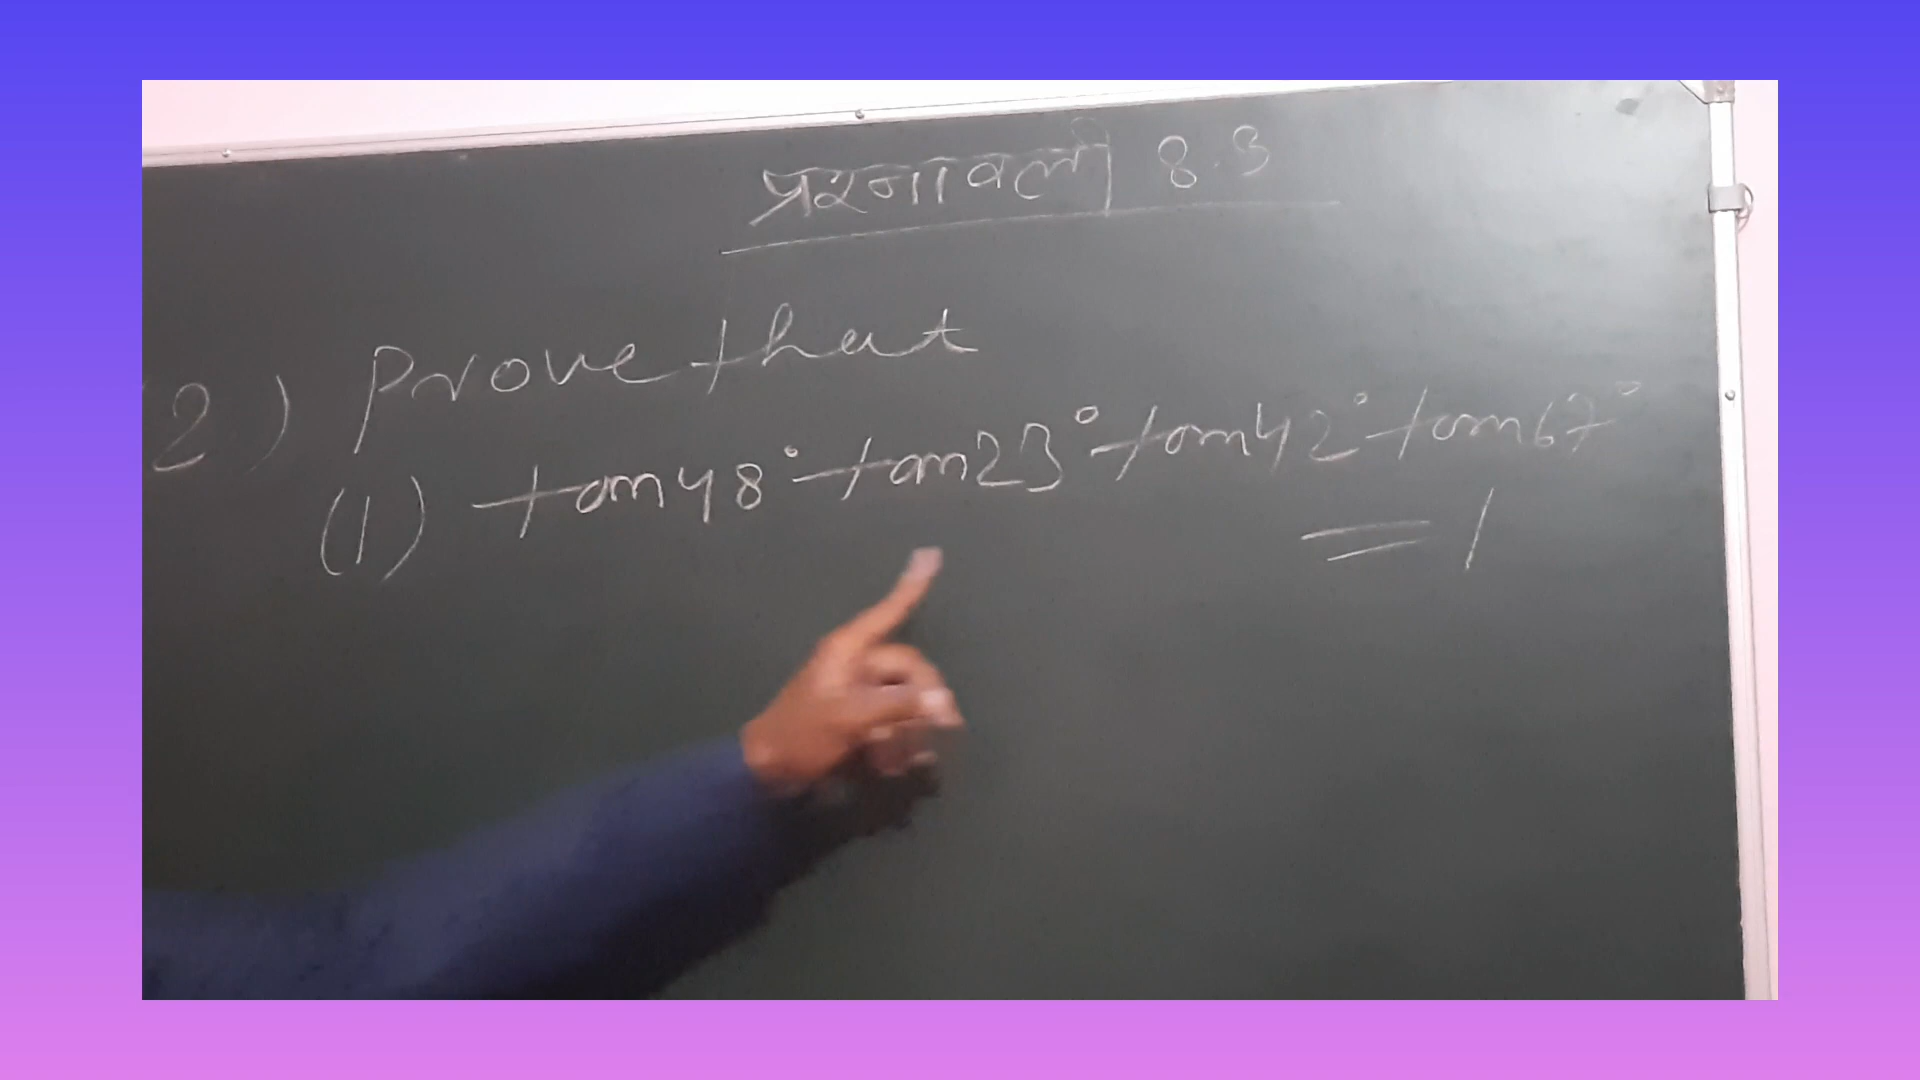 प्रश्नावली 8.3
2) Prove that
(1) tan48° tan23° tan42° tan67°
= 1